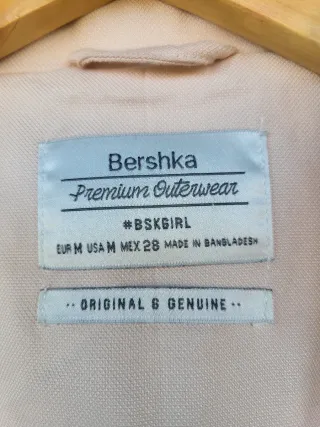 Bershka
Premium Outerwear
#BSKGIRL
EUR M USA M MEX 28 MADE IN BANGLADESH
·· ORIGINAL & GENUINE ··